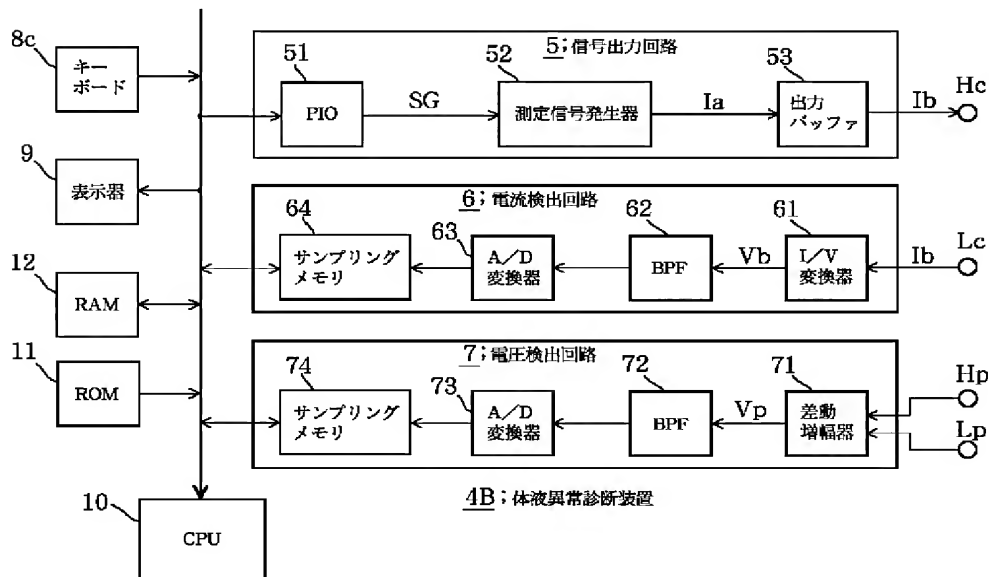 8c
キー
ボード
9
表示器
12
RAM
11
ROM
10
CPU
5;信号出力回路
51
PIO
SG
52
測定信号発生器
Ia
53
出力
バッファ
Ib
Hc
6;電流検出回路
64
サンプリング
メモリ
63
A/D
変換器
62
BPF
Vb
61
I/V
変換器
Ib
Lc
7;電圧検出回路
74
サンプリング
メモリ
73
A/D
変換器
72
BPF
Vp
71
差動
増幅器
Hp
Lp
4B;体液異常診断装置